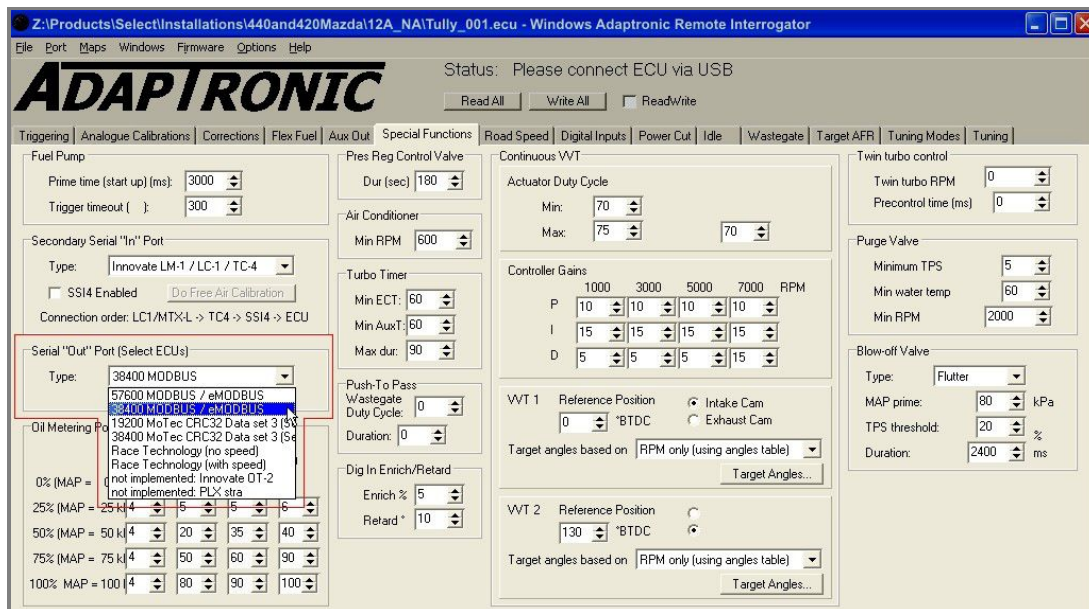 Z:\Products\Select\Installations\440and420Mazda\12A_NA\Tully_001.ecu - Windows Adaptronic Remote Interrogator
File Port Maps Windows Firmware Options Help
ADAPTRONIC
Status: Please connect ECU via USB
Read All Write All ReadWrite
Triggering Analogue Calibrations Corrections Flex Fuel Aux Out Special Functions Road Speed Digital Inputs Power Cut Idle Wastegate Target AFR Tuning Modes Tuning
Fuel Pump
Prime time (start up) (ms): 3000
Trigger timeout ( ): 300
Secondary Serial "In" Port
Type: Innovate LM-1 / LC-1 / TC-4
SSI4 Enabled Do Free Air Calibration
Connection order: LC1/MTX-L -> TC4 -> SSI4 -> ECU
Serial "Out" Port (Select ECUs)
Type: 38400 MODBUS
57600 MODBUS / eMODBUS
38400 MODBUS / eMODBUS
19200 MoTec CRC32 Data set 3 (
38400 MoTec CRC32 Data set 3 (Se
Race Technology (no speed)
Race Technology (with speed)
not implemented: Innovate OT-2
not implemented: PLX stra
Oil Metering
0% (MAP =
25% (MAP = 25 4 5 5 6
50% (MAP = 50 4 20 35 40
75% (MAP = 75 4 50 60 90
100% MAP = 100 4 80 90 100
Pres Reg Control Valve
Dur (sec) 180
Air Conditioner
Min RPM 600
Turbo Timer
Min ECT: 60
Min AuxT: 60
Max dur: 90
Push-To Pass
Wastegate
Duty Cycle: 0
Duration: 0
Dig In Enrich/Retard
Enrich % 5
Retard ° 10
Continuous VVT
Actuator Duty Cycle
Min: 70
Max: 75 70
Controller Gains
1000 3000 5000 7000 RPM
P 10 10 10 10
I 15 15 15 15
D 5 5 5 15
VVT 1 Reference Position Intake Cam
0 °BTDC Exhaust Cam
Target angles based on RPM only (using angles table)
Target Angles...
VVT 2 Reference Position
130 °BTDC
Target angles based on RPM only (using angles table)
Target Angles...
Twin turbo control
Twin turbo RPM 0
Precontrol time (ms) 0
Purge Valve
Minimum TPS 5
Min water temp 60
Min RPM 2000
Blow-off Valve
Type: Flutter
MAP prime: 80 kPa
TPS threshold: 20 %
Duration: 2400 ms